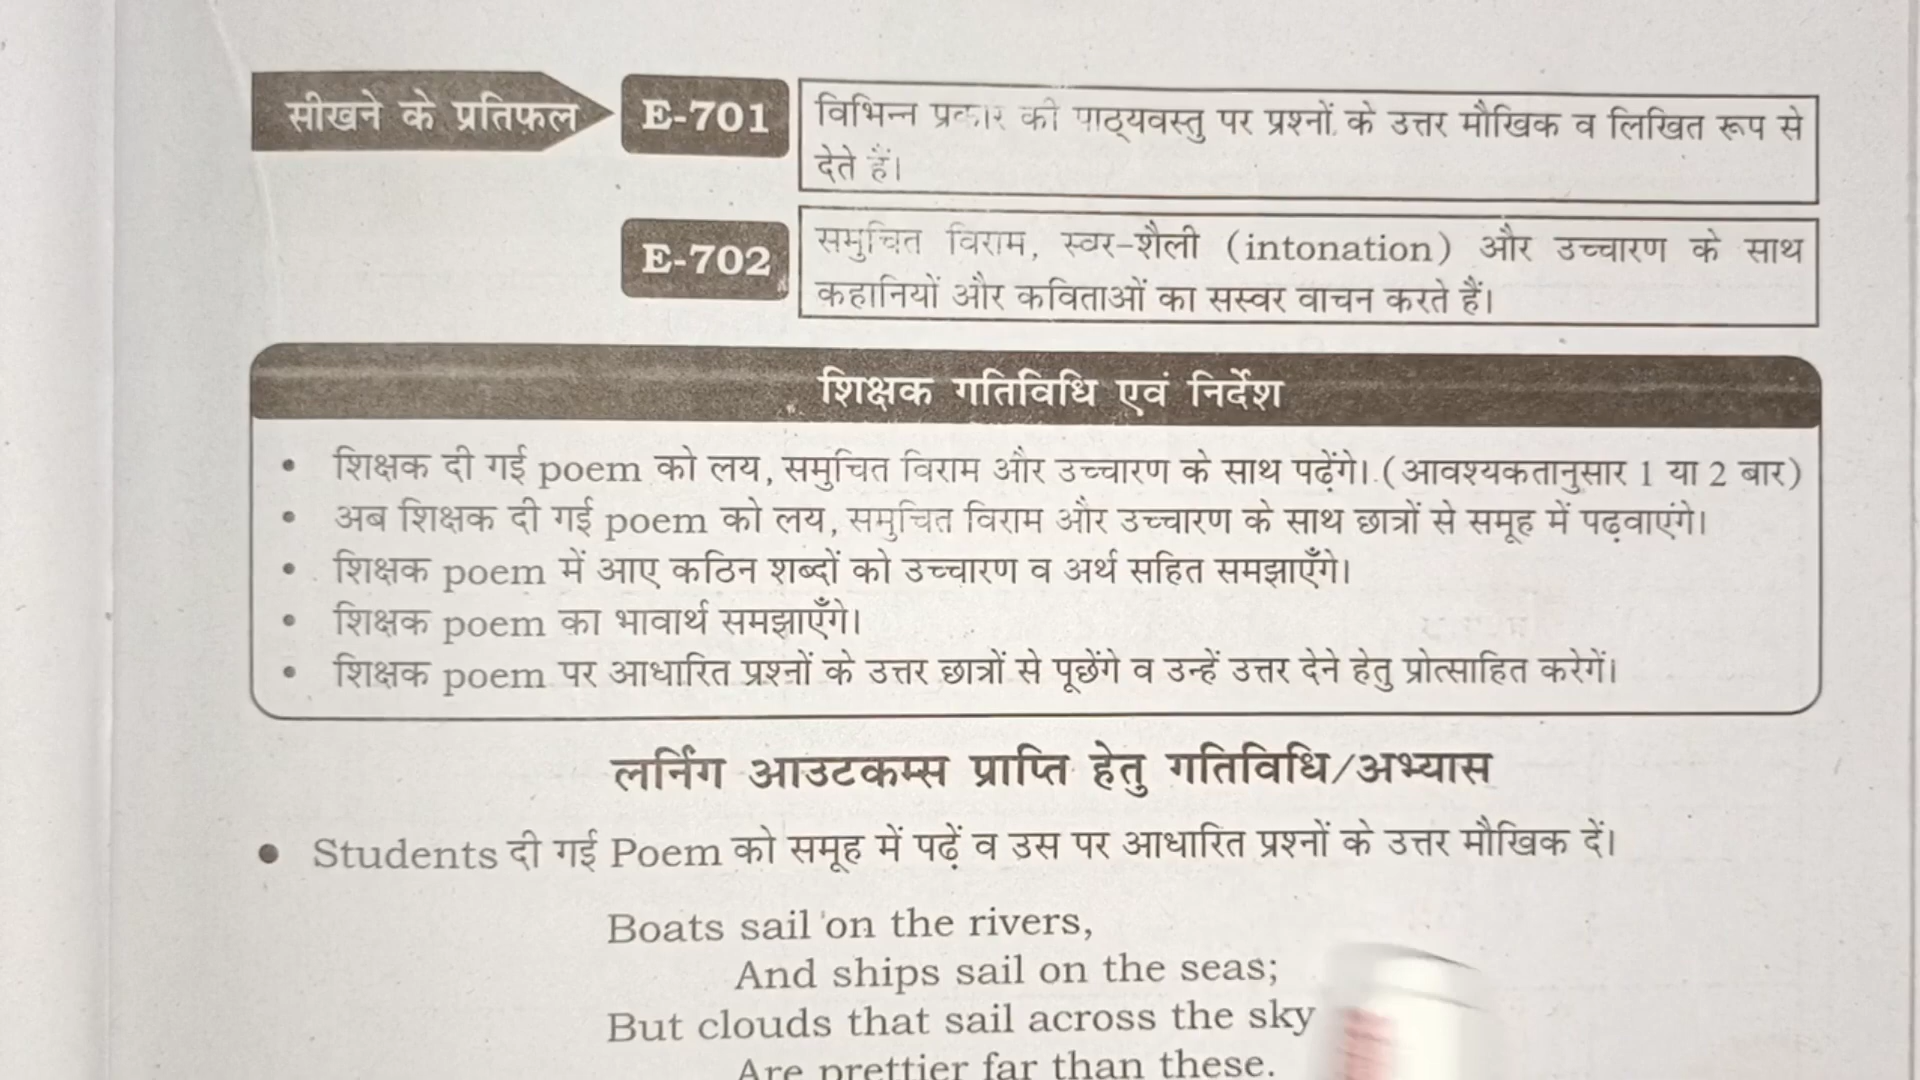 सीखने के प्रतिफल
E-701
विभिन्न प्रकार की पाठ्यवस्तु पर प्रश्नों के उत्तर मौखिक व लिखित रूप से
देते हैं।
E-702
समुचित विराम, स्वर-शैली (intonation) और उच्चारण के साथ
कहानियों और कविताओं का सस्वर वाचन करते हैं।
शिक्षक गतिविधि एवं निर्देश
• शिक्षक दी गई poem को लय, समुचित विराम और उच्चारण के साथ पढ़ेंगे। (आवश्यकतानुसार 1 या 2 बार)
• अब शिक्षक दी गई poem को लय, समुचित विराम और उच्चारण के साथ छात्रों से समूह में पढ़वाएंगे।
• शिक्षक poem में आए कठिन शब्दों को उच्चारण व अर्थ सहित समझाएँगे।
• शिक्षक poem का भावार्थ समझाएँगे।
• शिक्षक poem पर आधारित प्रश्नों के उत्तर छात्रों से पूछेंगे व उन्हें उत्तर देने हेतु प्रोत्साहित करेगें।
लर्निंग आउटकम्स प्राप्ति हेतु गतिविधि/अभ्यास
• Students दी गई Poem को समूह में पढ़ें व उस पर आधारित प्रश्नों के उत्तर मौखिक दें।
Boats sail on the rivers,
And ships sail on the seas;
But clouds that sail across the sky
Are prettier far than these.